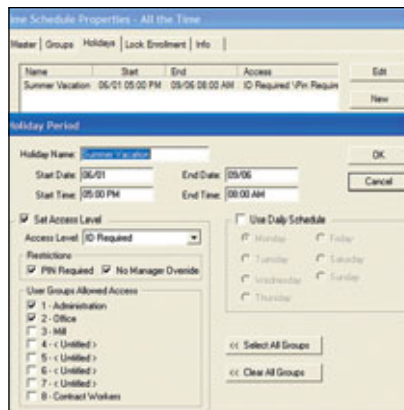 ime Schedule Properties - All the Time
Master Groups Holidays Lock Enrollment Info
Name Start End Access
Summer Vacation 06/01 05:00 PM 09/06 08:00 AM ID Required \Pin Requin
Edit
New
Holiday Period
Holiday Name: Summer Vacation
OK
Start Date: 06/01 End Date: 09/06
Cancel
Start Time: 05:00 PM End Time: 08:00 AM
Set Access Level
Use Daily Schedule
Access Level: ID Required
Monday Friday
Restrictions
Tuesday Saturday
PIN Required No Manager Override
Wednesday Sunday
User Groups Allowed Access
Thursday
1 - Administration
2 - Office
3 - Mill
4 - < Untitled >
<< Select All Groups
5 - < Untitled >
6 - < Untitled >
<< Clear All Groups
7 - < Untitled >
8 - Contract Workers